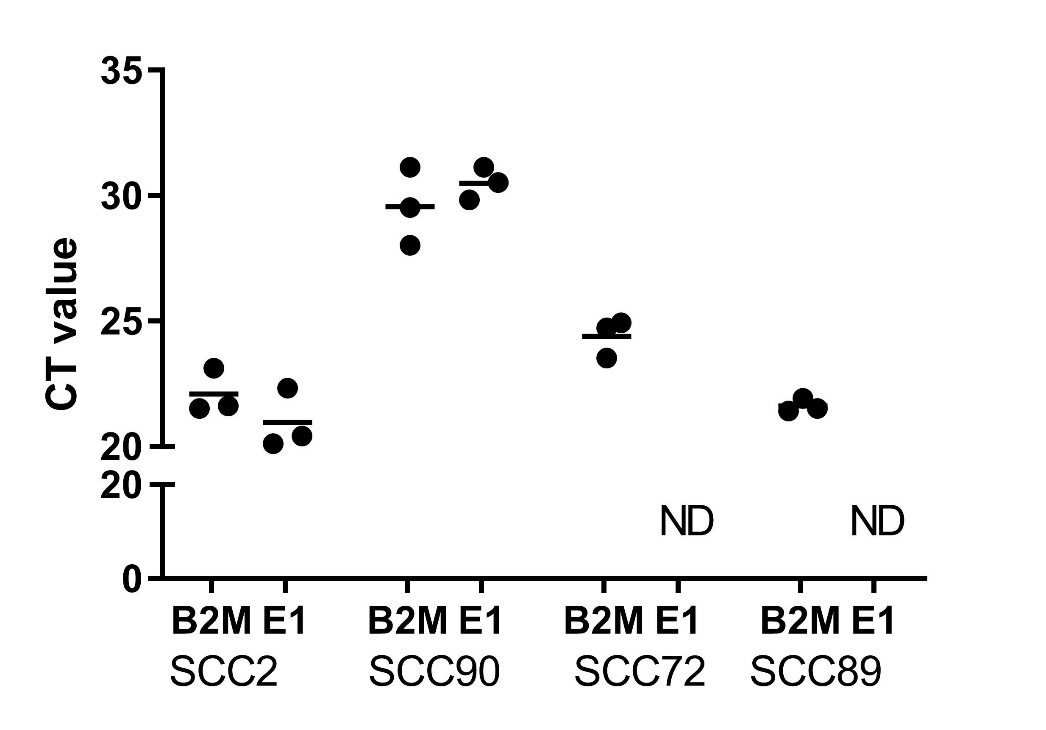 35
30
25
20
20
0
CT value
ND
ND
B2M E1 B2M E1 B2M E1 B2M E1
SCC2 SCC90 SCC72 SCC89